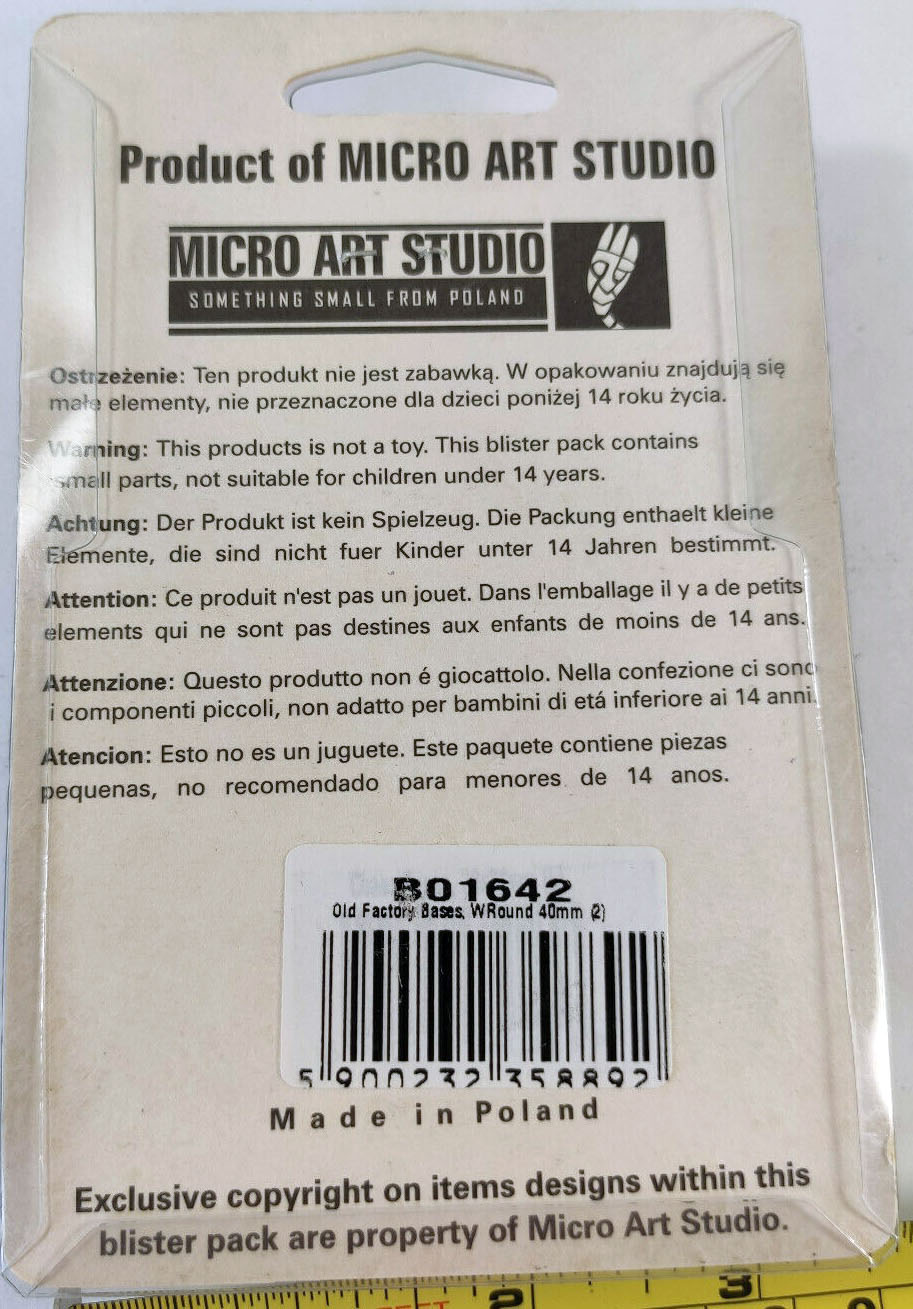 Product of MICRO ART STUDIO
MICRO ART STUDIO
SOMETHING SMALL FROM POLAND
Ostrzeżenie: Ten produkt nie jest zabawką. W opakowaniu znajdują się
małe elementy, nie przeznaczone dla dzieci poniżej 14 roku życia.
Warning: This products is not a toy. This blister pack contains
small parts, not suitable for children under 14 years.
Achtung: Der Produkt ist kein Spielzeug. Die Packung enthaelt kleine
Elemente, die sind nicht fuer Kinder unter 14 Jahren bestimmt.
Attention: Ce produit n'est pas un jouet. Dans l'emballage il y a de petits
elements qui ne sont pas destines aux enfants de moins de 14 ans.
Attenzione: Questo produtto non é giocattolo. Nella confezione ci sono
i componenti piccoli, non adatto per bambini di etá inferiore ai 14 anni.
Atencion: Esto no es un juguete. Este paquete contiene piezas
pequenas, no recomendado para menores de 14 anos.
B01642
Old Factory Bases, WRound 40mm (2)
5 900232 358892
Made in Poland
Exclusive copyright on items designs within this
blister pack are property of Micro Art Studio.
2 3